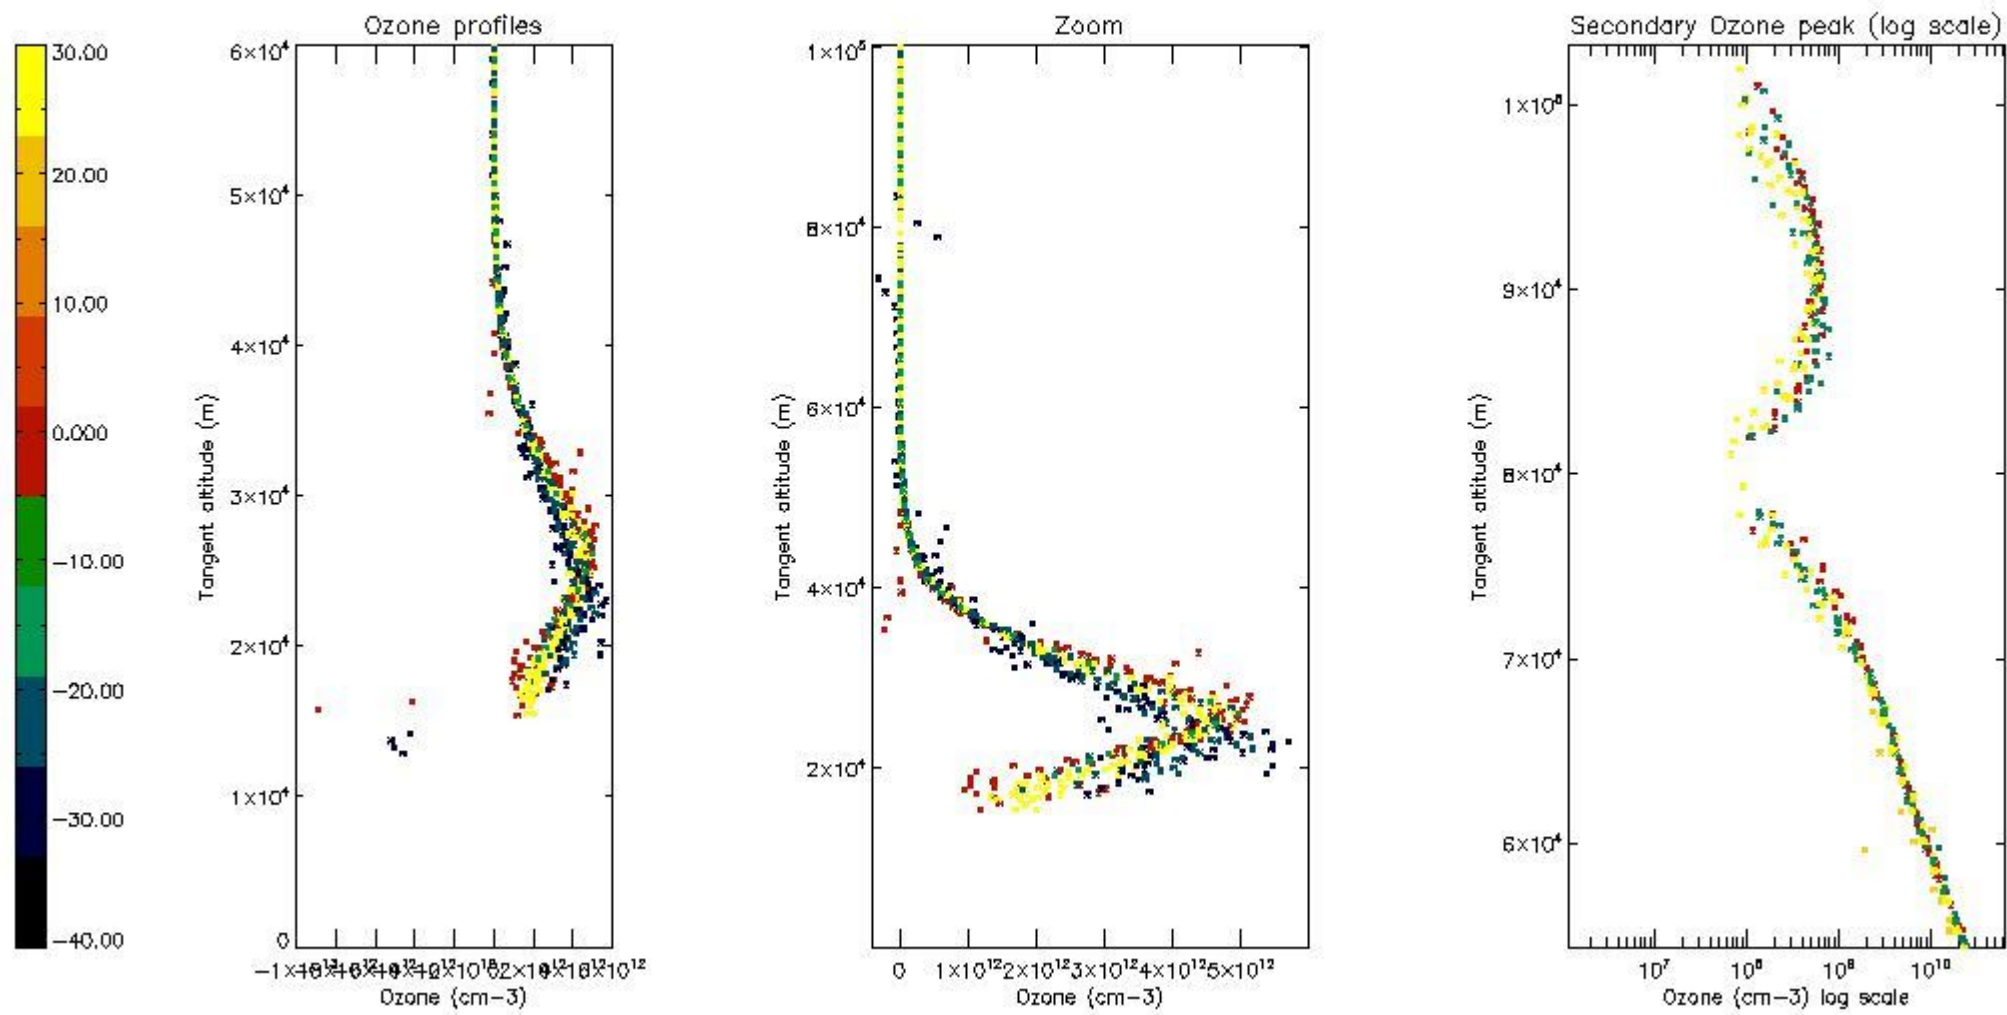 Ozone profiles
Zoom
Secondary Ozone peak (log scale)
30.00
20.00
10.00
0.000
-10.00
-20.00
-30.00
-40.00
6×10⁴
5×10⁴
4×10⁴
3×10⁴
2×10⁴
1×10⁴
0
Tangent altitude (m)
Ozone (cm-3)
1×10⁵
8×10⁴
6×10⁴
4×10⁴
2×10⁴
Tangent altitude (m)
0 1×10¹² 2×10¹² 3×10¹² 4×10¹² 5×10¹²
Ozone (cm-3)
9×10⁴
8×10⁴
7×10⁴
6×10⁴
Tangent altitude (m)
10⁷ 10⁸ 10⁹ 10¹⁰
Ozone (cm-3) log scale